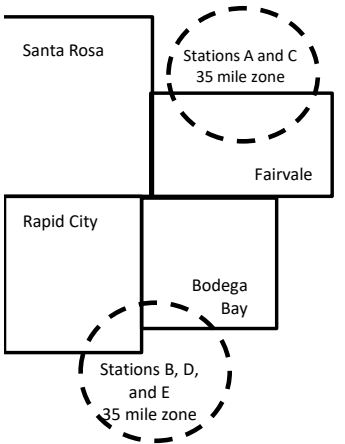 Santa Rosa
Stations A and C
35 mile zone
Fairvale
Rapid City
Bodega
Bay
Stations B, D,
and E
35 mile zone